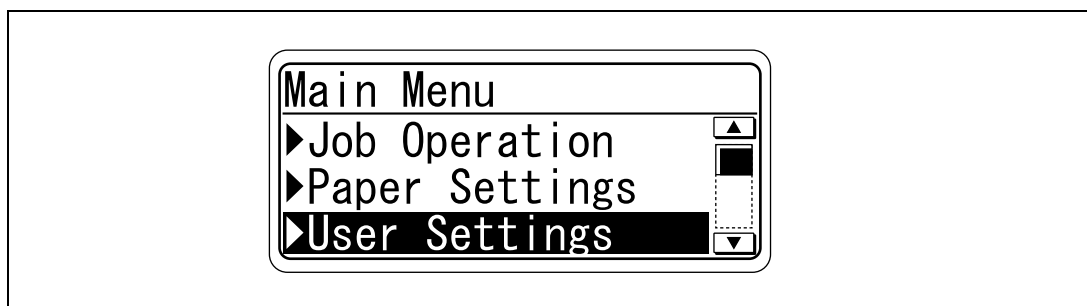 Main Menu
▶Job Operation
▶Paper Settings
▶User Settings